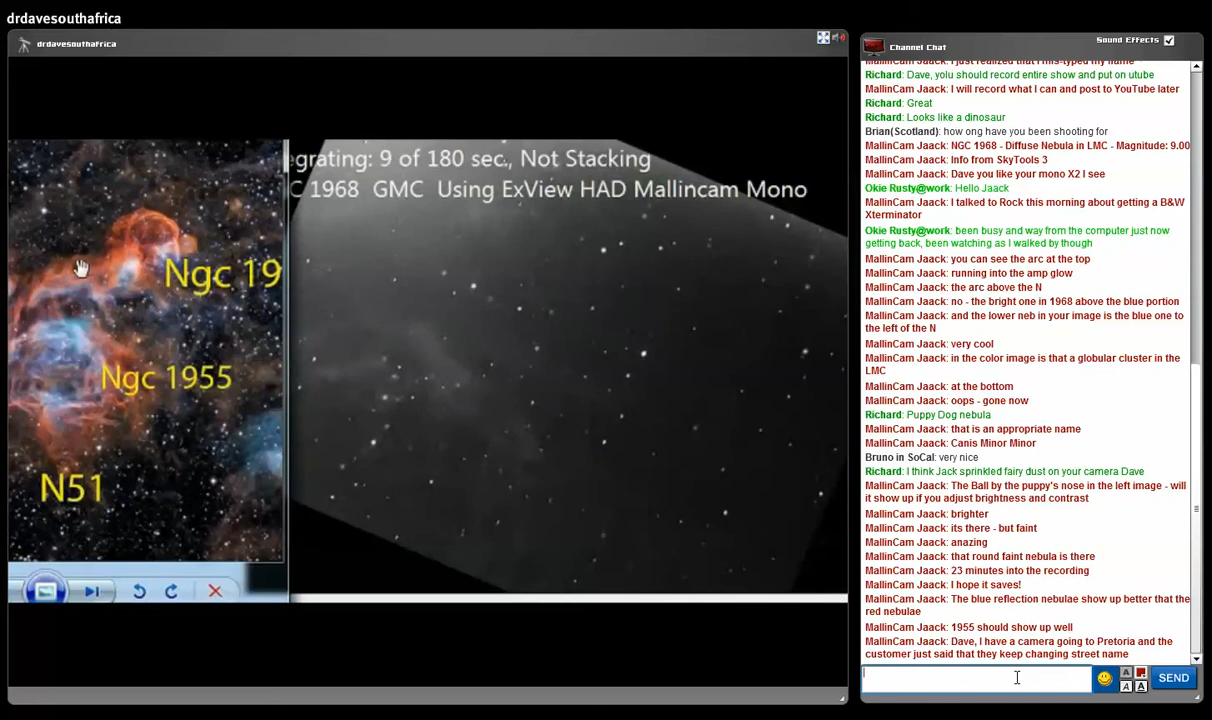 drdavesouthafrica
drdavesouthafrica
egrating: 9 of 180 sec., Not Stacking
C 1968  GMC  Using ExView HAD Mallincam Mono
Ngc 19
Ngc 1955
N51
Channel Chat
Sound Effects
MallinCam Jaack: I just realized that I mis-typed my name
Richard: Dave, yolu should record entire show and put on utube
MallinCam Jaack: I will record what I can and post to YouTube later
Richard: Great
Richard: Looks like a dinosaur
Brian(Scotland): how ong have you been shooting for
MallinCam Jaack: NGC 1968 - Diffuse Nebula in LMC - Magnitude: 9.00
MallinCam Jaack: Info from SkyTools 3
MallinCam Jaack: Dave you like your mono X2 I see
Okie Rusty@work: Hello Jaack
MallinCam Jaack: I talked to Rock this morning about getting a B&W
Xterminator
Okie Rusty@work: been busy and way from the computer just now
getting back, been watching as I walked by though
MallinCam Jaack: you can see the arc at the top
MallinCam Jaack: running into the amp glow
MallinCam Jaack: the arc above the N
MallinCam Jaack: no - the bright one in 1968 above the blue portion
MallinCam Jaack: and the lower neb in your image is the blue one to
the left of the N
MallinCam Jaack: very cool
MallinCam Jaack: in the color image is that a globular cluster in the
LMC
MallinCam Jaack: at the bottom
MallinCam Jaack: oops - gone now
Richard: Puppy Dog nebula
MallinCam Jaack: that is an appropriate name
MallinCam Jaack: Canis Minor Minor
Bruno in SoCal: very nice
Richard: I think Jack sprinkled fairy dust on your camera Dave
MallinCam Jaack: The Ball by the puppy's nose in the left image - will
it show up if you adjust brightness and contrast
MallinCam Jaack: brighter
MallinCam Jaack: its there - but faint
MallinCam Jaack: anazing
MallinCam Jaack: that round faint nebula is there
MallinCam Jaack: 23 minutes into the recording
MallinCam Jaack: I hope it saves!
MallinCam Jaack: The blue reflection nebulae show up better that the
red nebulae
MallinCam Jaack: 1955 should show up well
MallinCam Jaack: Dave, I have a camera going to Pretoria and the
customer just said that they keep changing street name
A
A A
SEND